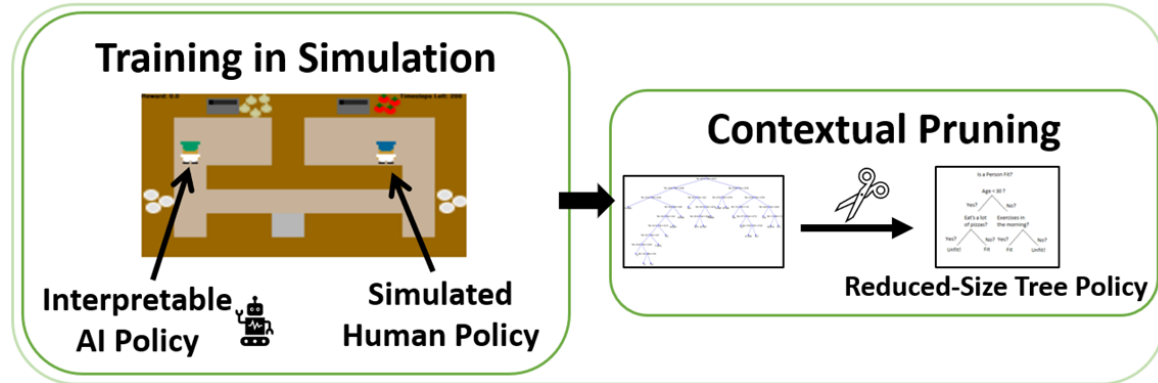 Training in Simulation
Reward: 0.0
Timesteps Left: 200
Interpretable
AI Policy
Simulated
Human Policy
Contextual Pruning
Is a Person Fit?
Age < 30 ?
Yes?
No?
Eat's a lot
of pizzas?
Exercises in
the morning?
Yes?
No?
Yes?
No?
Unfit!
Fit
Fit
Unfit!
Reduced-Size Tree Policy